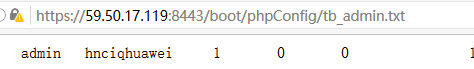 https://59.50.17.119:8443/boot/phpConfig/tb_admin.txt
admin hnciqhuawei 1 0 0 1